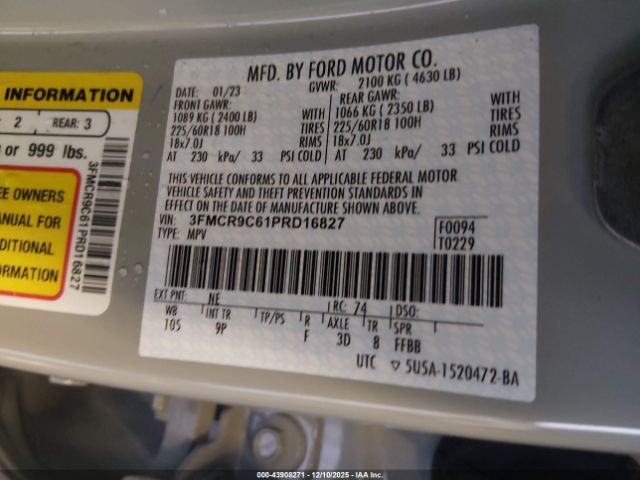 INFORMATION
2 REAR: 3
or 999 lbs.
EE OWNERS
ANUAL FOR
DITIONAL
ORMATION
3FMCR9C61PRD16827
MFD. BY FORD MOTOR CO.
DATE: 01/23 GVWR: 2100 KG ( 4630 LB)
FRONT GAWR: REAR GAWR:
1089 KG ( 2400 LB) WITH 1066 KG ( 2350 LB) WITH
225/60R18 100H TIRES 225/60R18 100H TIRES
18x7.0J RIMS 18x7.0J RIMS
AT 230 kPa/ 33 PSI COLD AT 230 kPa/ 33 PSI COLD
THIS VEHICLE CONFORMS TO ALL APPLICABLE FEDERAL MOTOR
VEHICLE SAFETY AND THEFT PREVENTION STANDARDS IN
EFFECT ON THE DATE OF MANUFACTURE SHOWN ABOVE.
VIN: 3FMCR9C61PRD16827 F0094
TYPE: MPV T0229
EXT PNT: NE RC: 74 DSO:
WB INT TR TP/PS R AXLE TR SPR
105 9P F 3D 8 FFBB
UTC ▽ 5U5A-1520472-BA
© IAA 00-43908271 - 12/10/2025 - Copart, Inc.